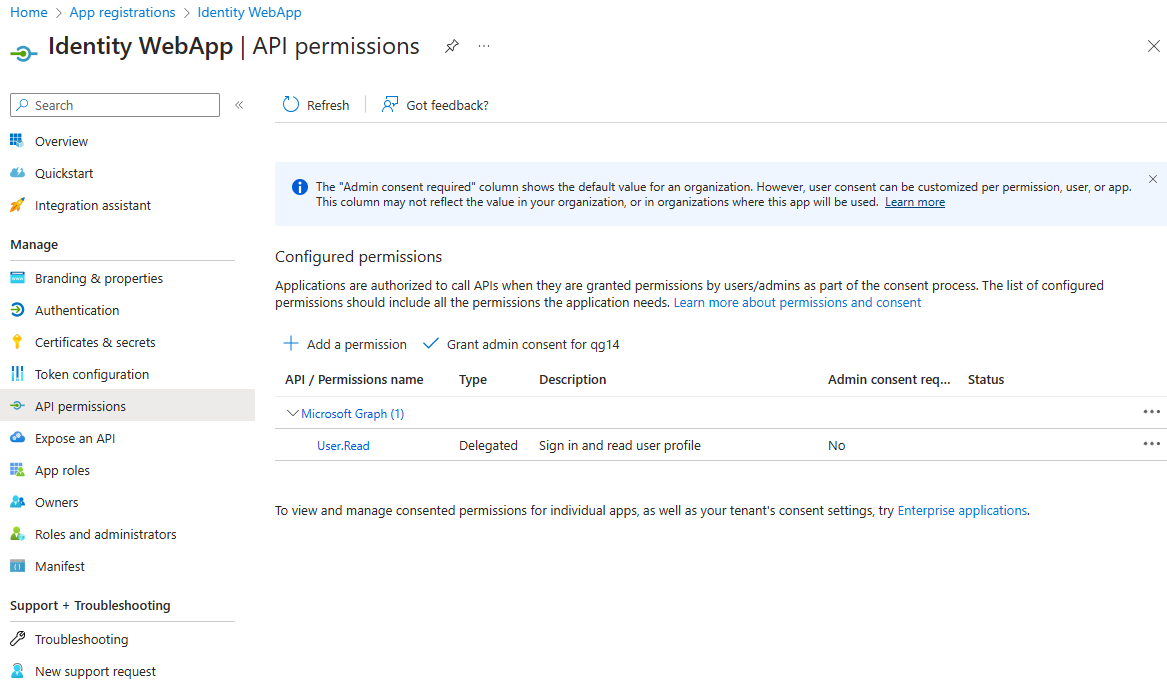 Home > App registrations > Identity WebApp
Identity WebApp | API permissions
Search
Overview
Quickstart
Integration assistant
Manage
Branding & properties
Authentication
Certificates & secrets
Token configuration
API permissions
Expose an API
App roles
Owners
Roles and administrators
Manifest
Support + Troubleshooting
Troubleshooting
New support request
Refresh
Got feedback?
The "Admin consent required" column shows the default value for an organization. However, user consent can be customized per permission, user, or app.
This column may not reflect the value in your organization, or in organizations where this app will be used. Learn more
Configured permissions
Applications are authorized to call APIs when they are granted permissions by users/admins as part of the consent process. The list of configured
permissions should include all the permissions the application needs. Learn more about permissions and consent
Add a permission
Grant admin consent for qg14
API / Permissions name Type Description Admin consent req... Status
Microsoft Graph (1)
User.Read Delegated Sign in and read user profile No
To view and manage consented permissions for individual apps, as well as your tenant's consent settings, try Enterprise applications.